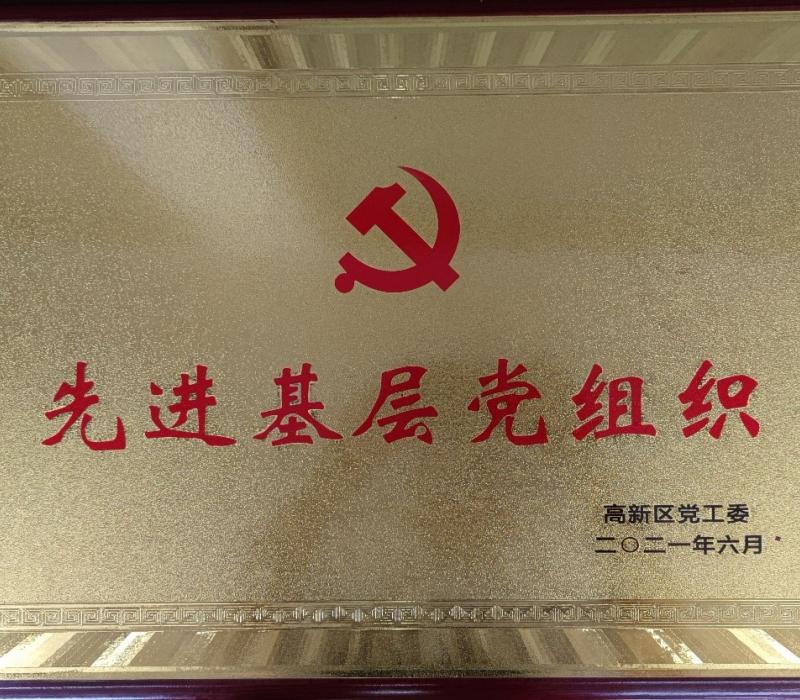 先进基层党组织
高新区党工委
二〇二一年六月